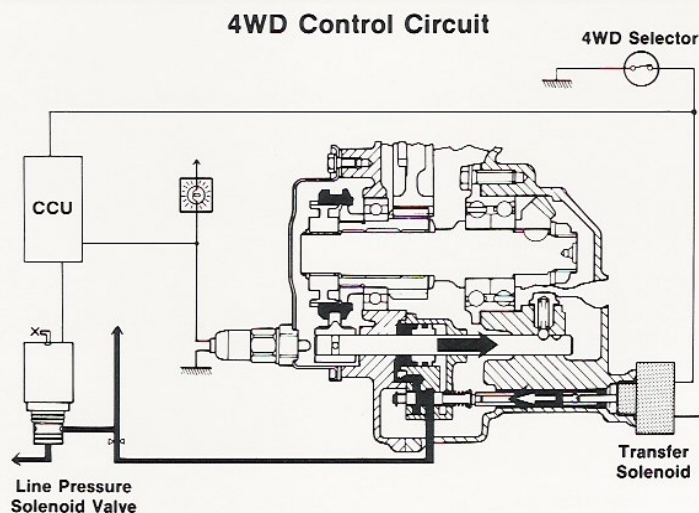 4WD Control Circuit
4WD Selector
CCU
Transfer
Solenoid
Line Pressure
Solenoid Valve